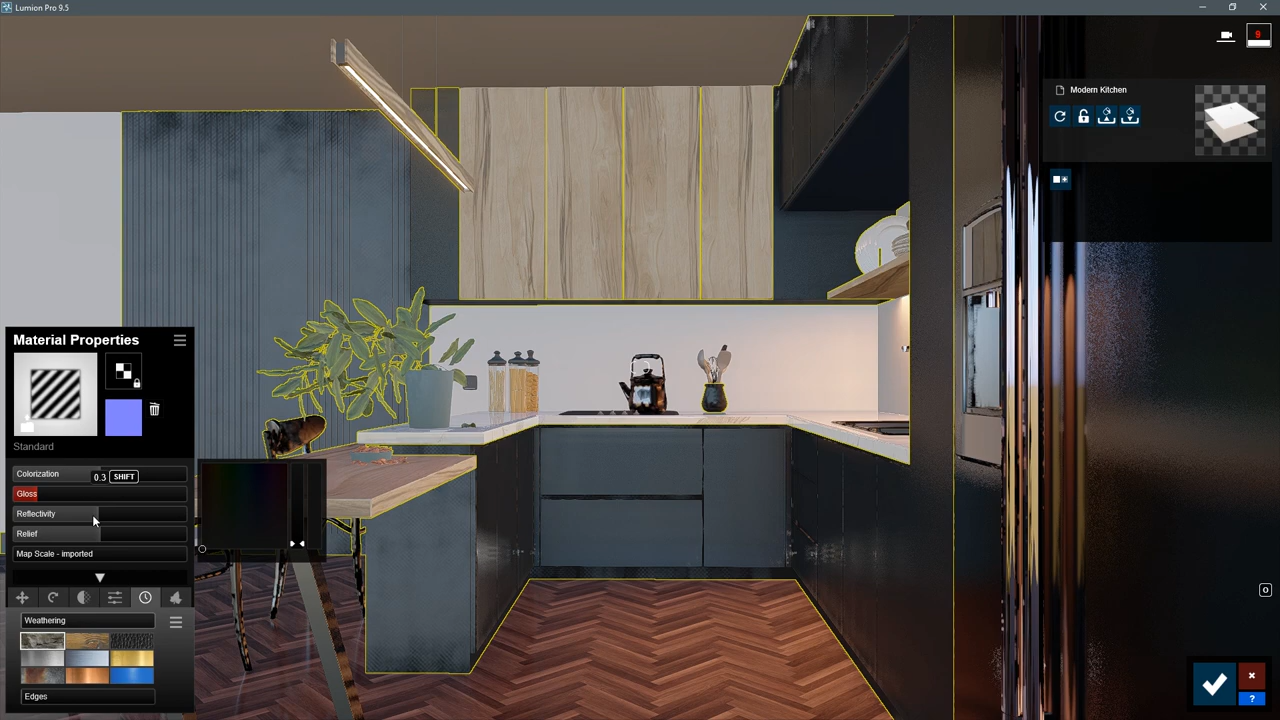 Lumion Pro 9.5
9
Modern Kitchen
Material Properties
Standard
Colorization
0.3 SHIFT
Gloss
Reflectivity
Relief
Map Scale - imported
Weathering
Edges
O
?